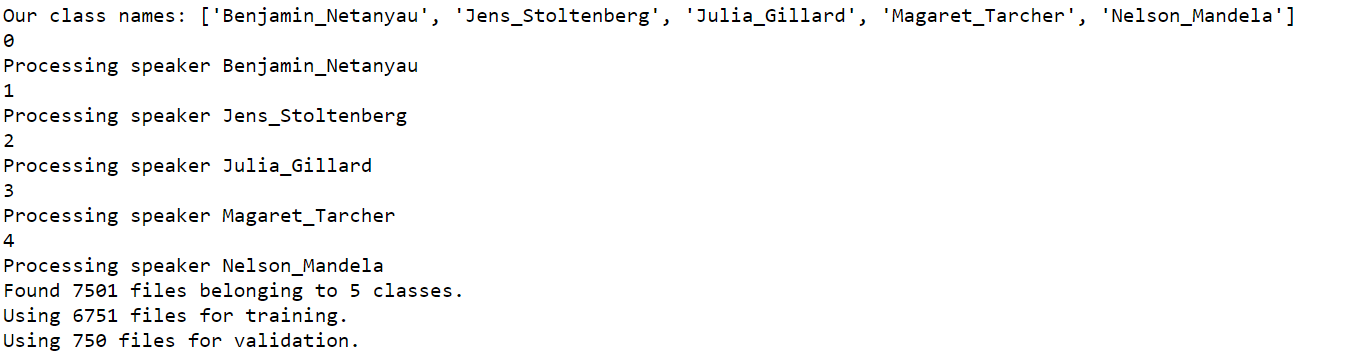 Our class names: ['Benjamin_Netanyau', 'Jens_Stoltenberg', 'Julia_Gillard', 'Magaret_Tarcher', 'Nelson_Mandela']
0
Processing speaker Benjamin_Netanyau
1
Processing speaker Jens_Stoltenberg
2
Processing speaker Julia_Gillard
3
Processing speaker Magaret_Tarcher
4
Processing speaker Nelson_Mandela
Found 7501 files belonging to 5 classes.
Using 6751 files for training.
Using 750 files for validation.